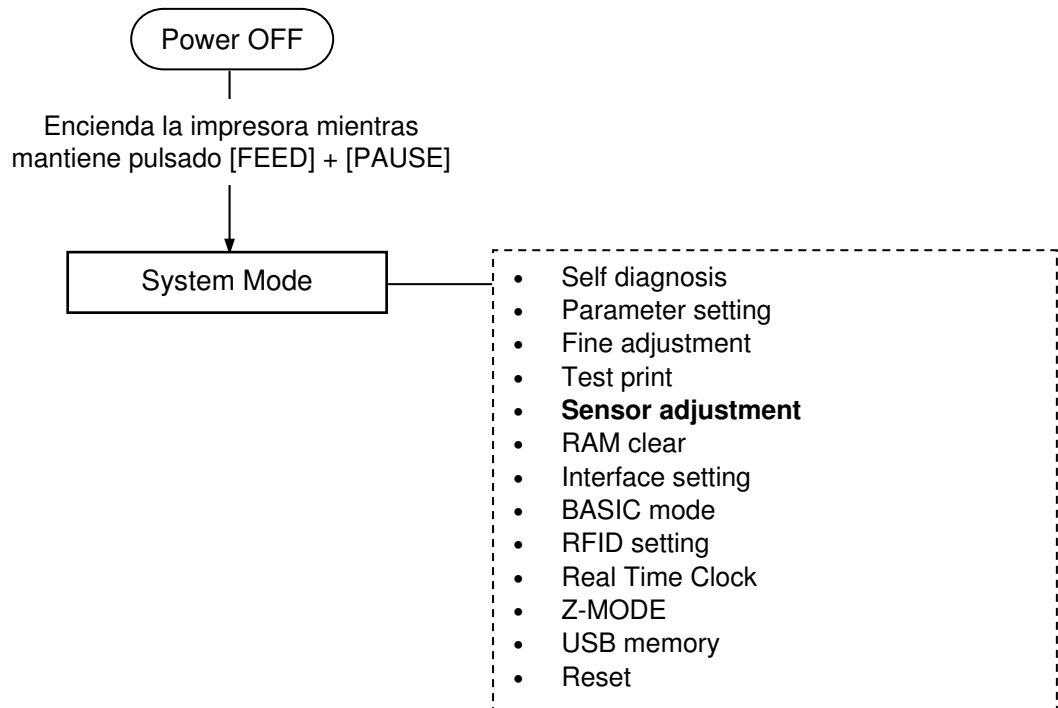 Power OFF
Encienda la impresora mientras
mantiene pulsado [FEED] + [PAUSE]
System Mode
• Self diagnosis
• Parameter setting
• Fine adjustment
• Test print
• Sensor adjustment
• RAM clear
• Interface setting
• BASIC mode
• RFID setting
• Real Time Clock
• Z-MODE
• USB memory
• Reset